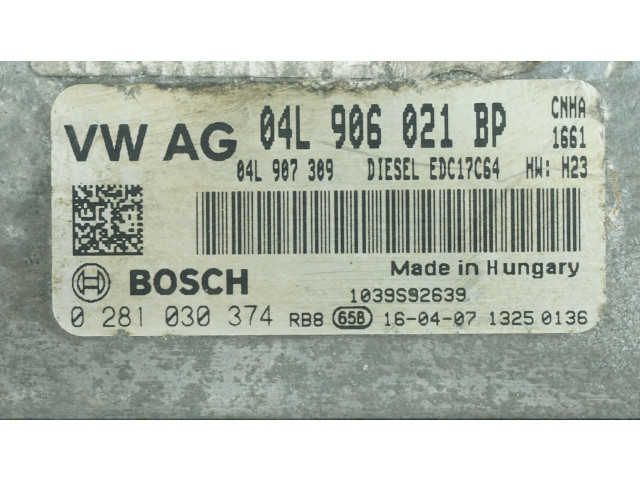 VW AG 04L 906 021 BP CNHA
1661
04L 907 309 DIESEL EDC17C64 HW: H23
Made in Hungary
BOSCH
1039S92639
0 281 030 374 RB8 65B 16-04-07 1325 0136